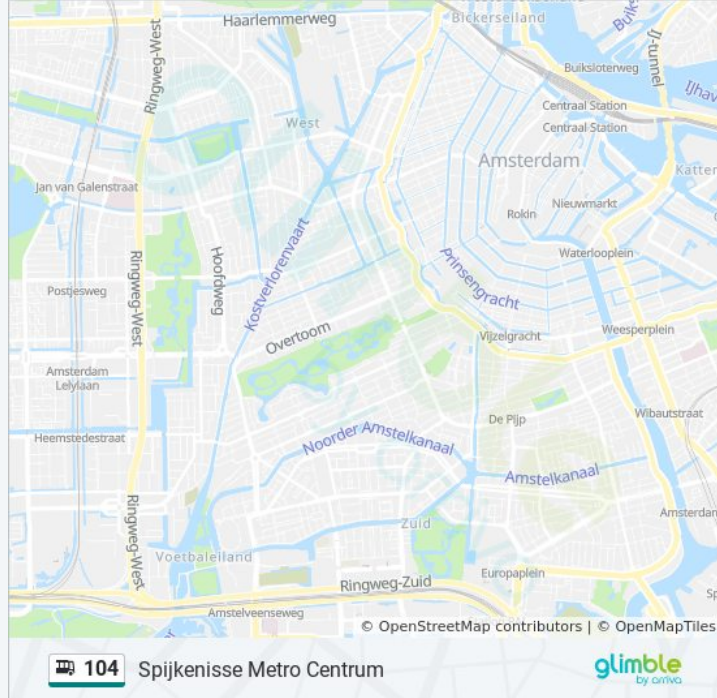 Haarlemmerweg
Bickerseiland
Ringweg-West
IJ-tunnel
Buiksloterweg
IJhav
Centraal Station
West
Centraal Station
Amsterdam
Katten
Jan van Galenstraat
Nieuwmarkt
Rokin
Kostverlorenvaart
Hoofdweg
Waterlooplein
Ringweg-West
Prinsengracht
Postjesweg
Weesperplein
Overtoom
Vijzelgracht
Amsterdam
Lelylaan
Wibautstraat
De Pijp
Heemstedestraat
Noorder Amstelkanaal
Amstelkanaal
Ringweg-West
Amsterdam
Zuid
Voetbaleiland
Europaplein
Ringweg-Zuid
Amstelveenseweg
© OpenStreetMap contributors | © OpenMapTiles
104 Spijkenisse Metro Centrum
glimble
by arriva